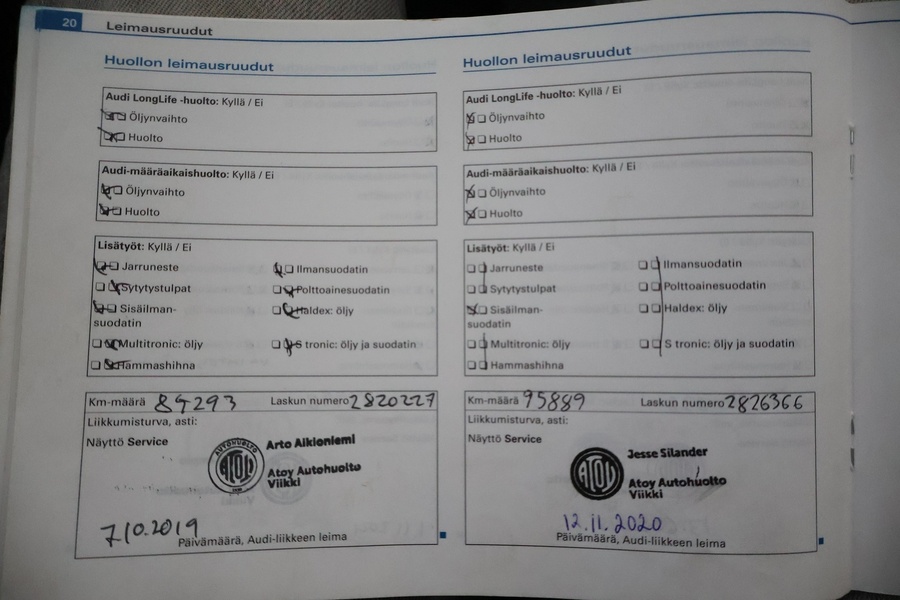 20 Leimausruudut
Huollon leimausruudut
Audi LongLife -huolto: Kyllä / Ei
Öljynvaihto
Huolto
Audi-määräaikaishuolto: Kyllä / Ei
Öljynvaihto
Huolto
Lisätyöt: Kyllä / Ei
Jarruneste
Ilmansuodatin
Sytytystulpat
Polttoainesuodatin
Sisäilman-
suodatin
Haldex: öljy
Multitronic: öljy
S tronic: öljy ja suodatin
Hammashihna
Km-määrä 84293 Laskun numero 2820227
Liikkumisturva, asti:
Näyttö Service
AUTOHUOLTO
ATOY
Arto Aikioniemi
Atoy Autohuolto
Viikki
7.10.2019
Päivämäärä, Audi-liikkeen leima
Huollon leimausruudut
Audi LongLife -huolto: Kyllä / Ei
Öljynvaihto
Huolto
Audi-määräaikaishuolto: Kyllä / Ei
Öljynvaihto
Huolto
Lisätyöt: Kyllä / Ei
Jarruneste
Ilmansuodatin
Sytytystulpat
Polttoainesuodatin
Sisäilman-
suodatin
Haldex: öljy
Multitronic: öljy
S tronic: öljy ja suodatin
Hammashihna
Km-määrä 95889 Laskun numero 2826366
Liikkumisturva, asti:
Näyttö Service
ATOY
Jesse Silander
Atoy Autohuolto
Viikki
12.11.2020
Päivämäärä, Audi-liikkeen leima